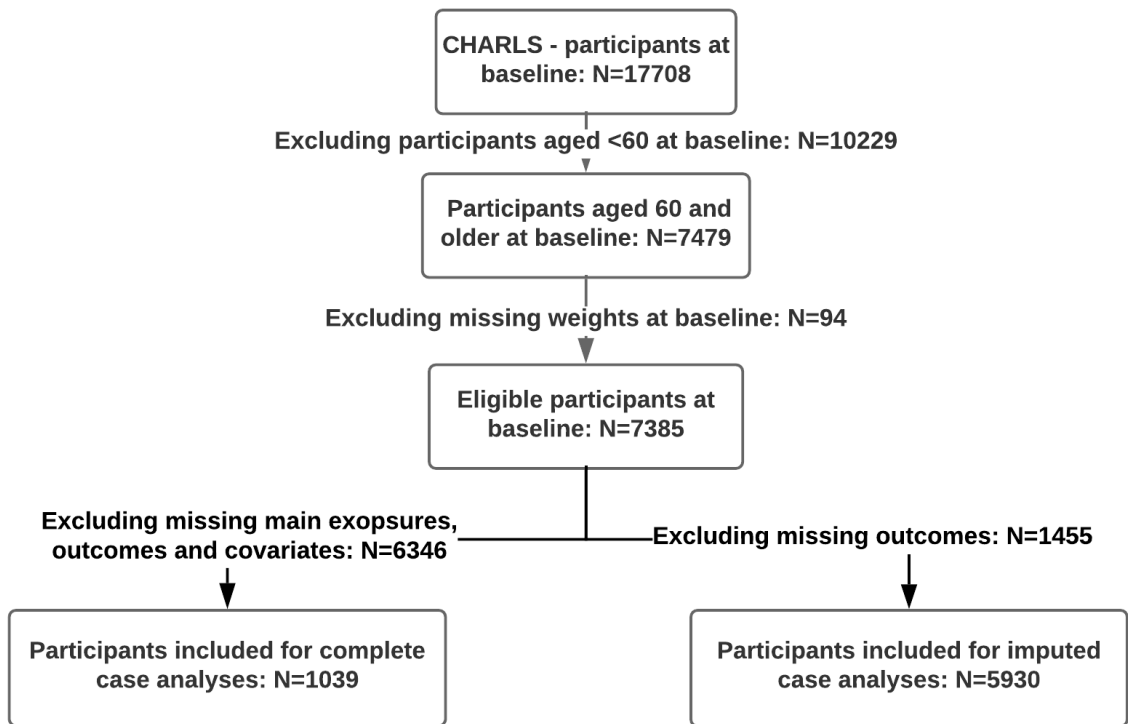 CHARLS - participants at
baseline: N=17708
Excluding participants aged <60 at baseline: N=10229
Participants aged 60 and
older at baseline: N=7479
Excluding missing weights at baseline: N=94
Eligible participants at
baseline: N=7385
Excluding missing main exopsures,
outcomes and covariates: N=6346
Excluding missing outcomes: N=1455
Participants included for complete
case analyses: N=1039
Participants included for imputed
case analyses: N=5930